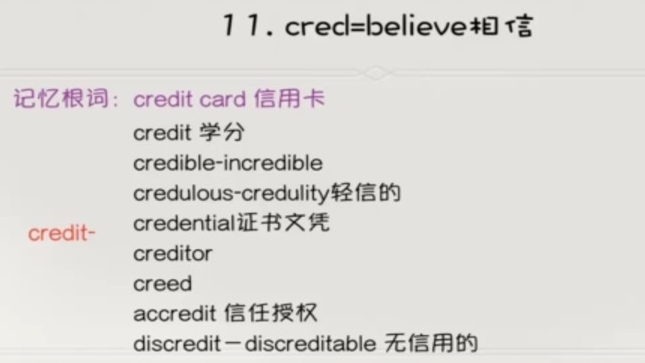 11. cred=believe相信
记忆根词：credit card 信用卡
credit 学分
credible-incredible
credulous-credulity轻信的
credential证书文凭
credit-
creditor
creed
accredit 信任授权
discredit－discreditable 无信用的